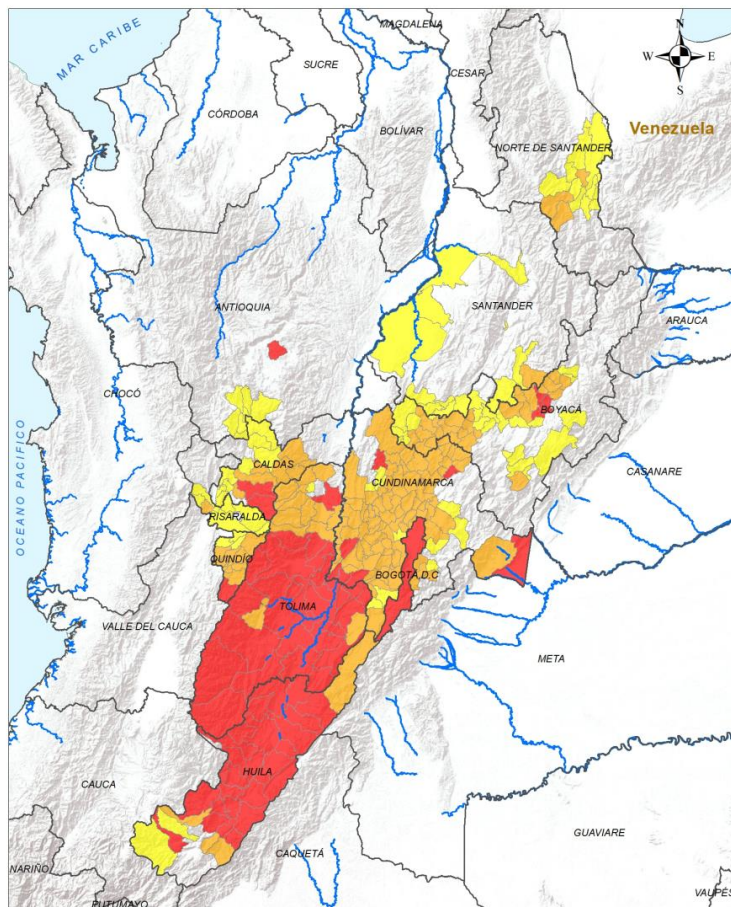 MAGDALENA
MAR CARIBE
SUCRE
CESAR
N
W E
S
CÓRDOBA
BOLÍVAR
Venezuela
NORTE DE SANTANDER
ANTIOQUIA
SANTANDER
ARAUCA
CHOCÓ
BOYACÁ
CALDAS
CUNDINAMARCA
CASANARE
RISARALDA
OCEANO PACIFICO
QUINDÍO
BOGOTÁ,D.C
TOLIMA
VALLE DEL CAUCA
META
HUILA
CAUCA
GUAVIARE
CAQUETÁ
NARIÑO
PUTUMAYO
VAUPÉS